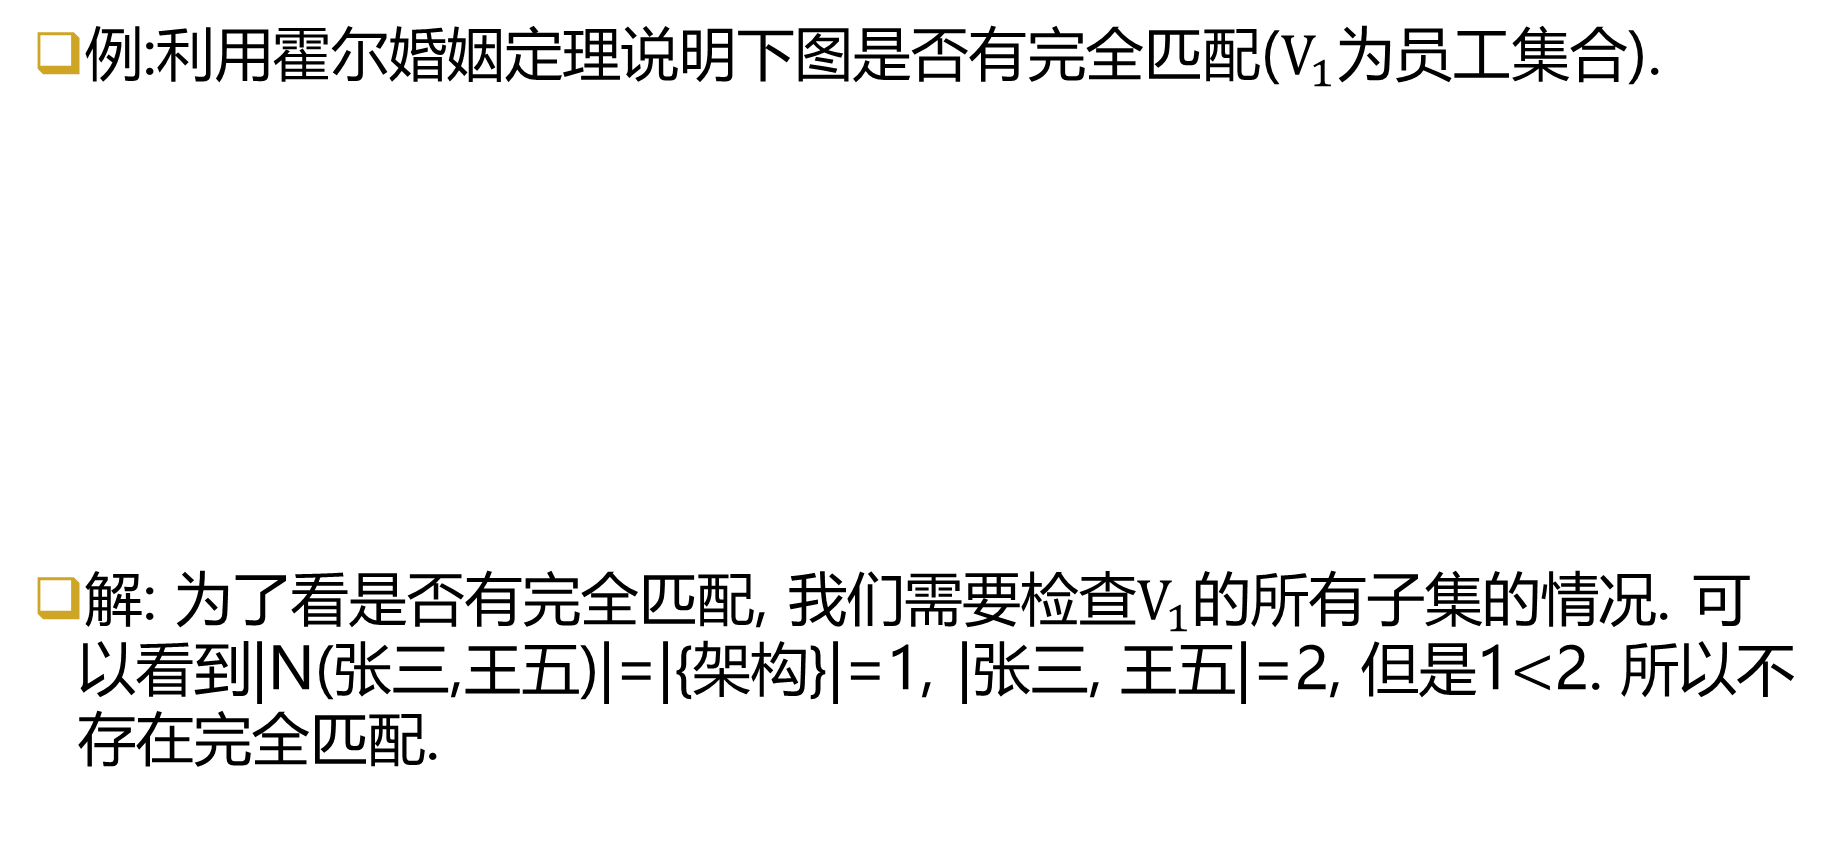 ❑例:利用霍尔婚姻定理说明下图是否有完全匹配(V₁为员工集合).
❑解: 为了看是否有完全匹配, 我们需要检查V₁的所有子集的情况. 可
以看到|N(张三,王五)|=|{架构}|=1, |张三, 王五|=2, 但是1<2. 所以不
存在完全匹配.